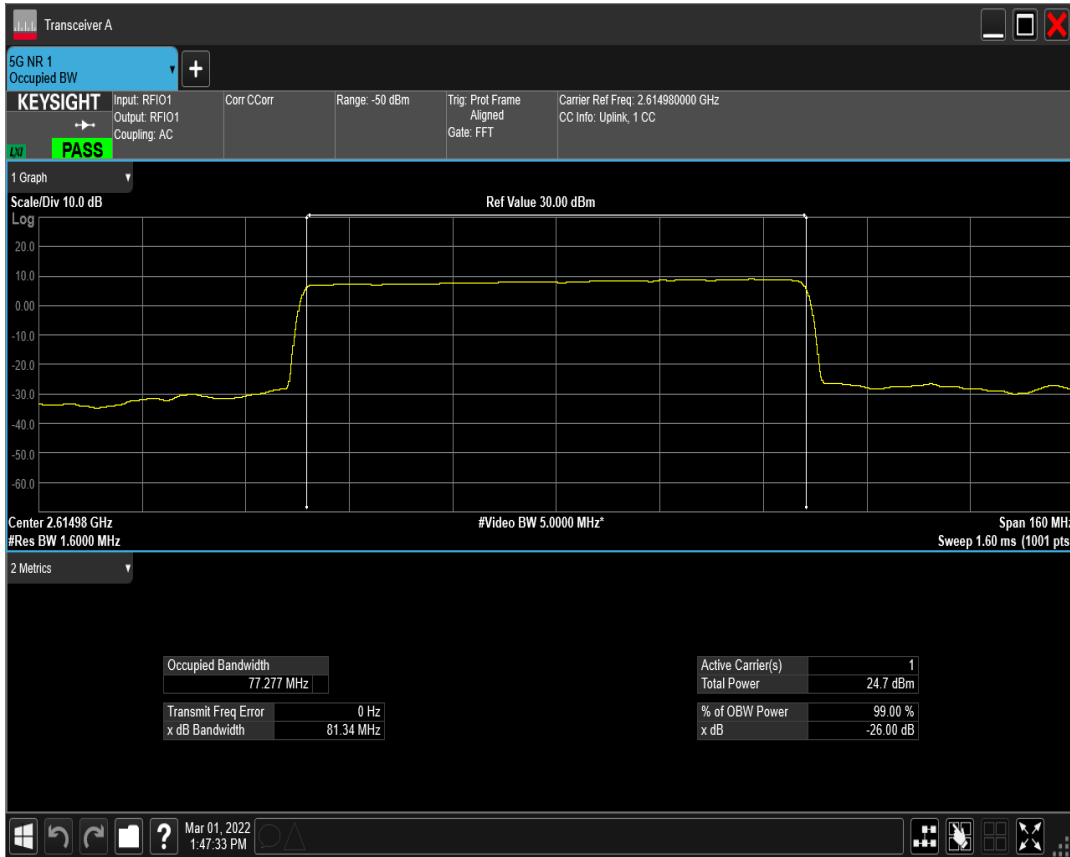 Transceiver A
5G NR 1
Occupied BW
KEYSIGHT
LXI
PASS
Input: RFIO1
Output: RFIO1
Coupling: AC
Corr CCorr
Range: -50 dBm
Trig: Prot Frame
Aligned
Gate: FFT
Carrier Ref Freq: 2.614980000 GHz
CC Info: Uplink, 1 CC
1 Graph
Scale/Div 10.0 dB
Ref Value 30.00 dBm
Log
20.0
10.0
0.00
-10.0
-20.0
-30.0
-40.0
-50.0
-60.0
Center 2.61498 GHz
#Video BW 5.0000 MHz*
Span 160 MHz
#Res BW 1.6000 MHz
Sweep 1.60 ms (1001 pts
2 Metrics
Occupied Bandwidth
77.277 MHz
Transmit Freq Error 0 Hz
x dB Bandwidth 81.34 MHz
Active Carrier(s) 1
Total Power 24.7 dBm
% of OBW Power 99.00 %
x dB -26.00 dB
?
Mar 01, 2022
1:47:33 PM